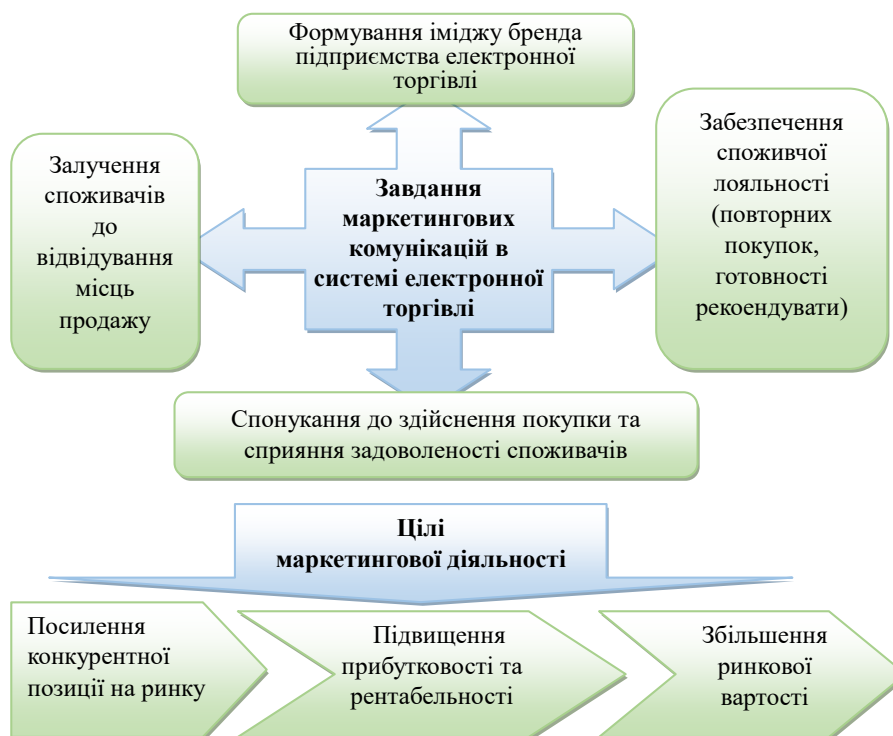 Формування іміджу бренда
підприємства електронної
торгівлі
Залучення
споживачів
до
відвідування
місць
продажу
Завдання
маркетингових
комунікацій в
системі електронної
торгівлі
Забезпечення
споживчої
лояльності
(повторних
покупок,
готовності
рекоендувати)
Спонукання до здійснення покупки та
сприяння задоволеності споживачів
Цілі
маркетингової діяльності
Посилення
конкурентної
позиції на ринку
Підвищення
прибутковості та
рентабельності
Збільшення
ринкової
вартості